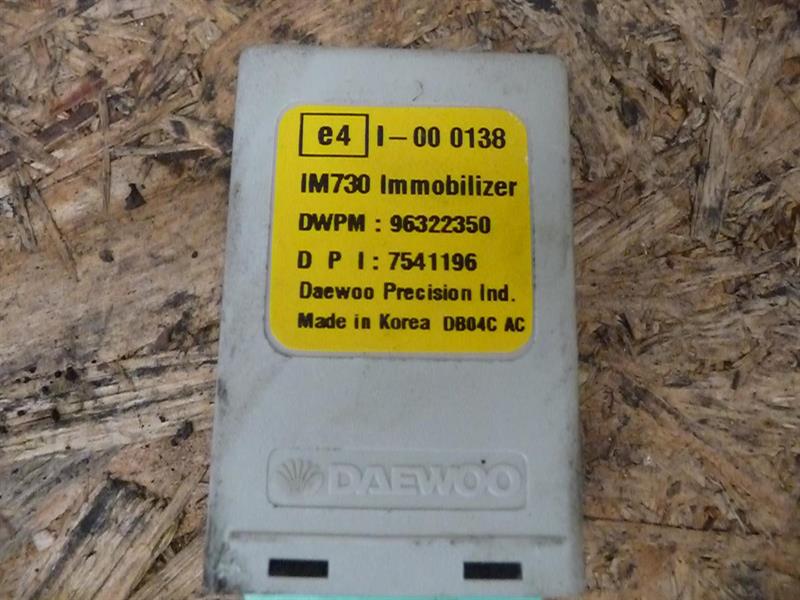 e4 I-00 0138
IM730 Immobilizer
DWPM : 96322350
D P I : 7541196
Daewoo Precision Ind.
Made in Korea DB04C AC
DAEWOO